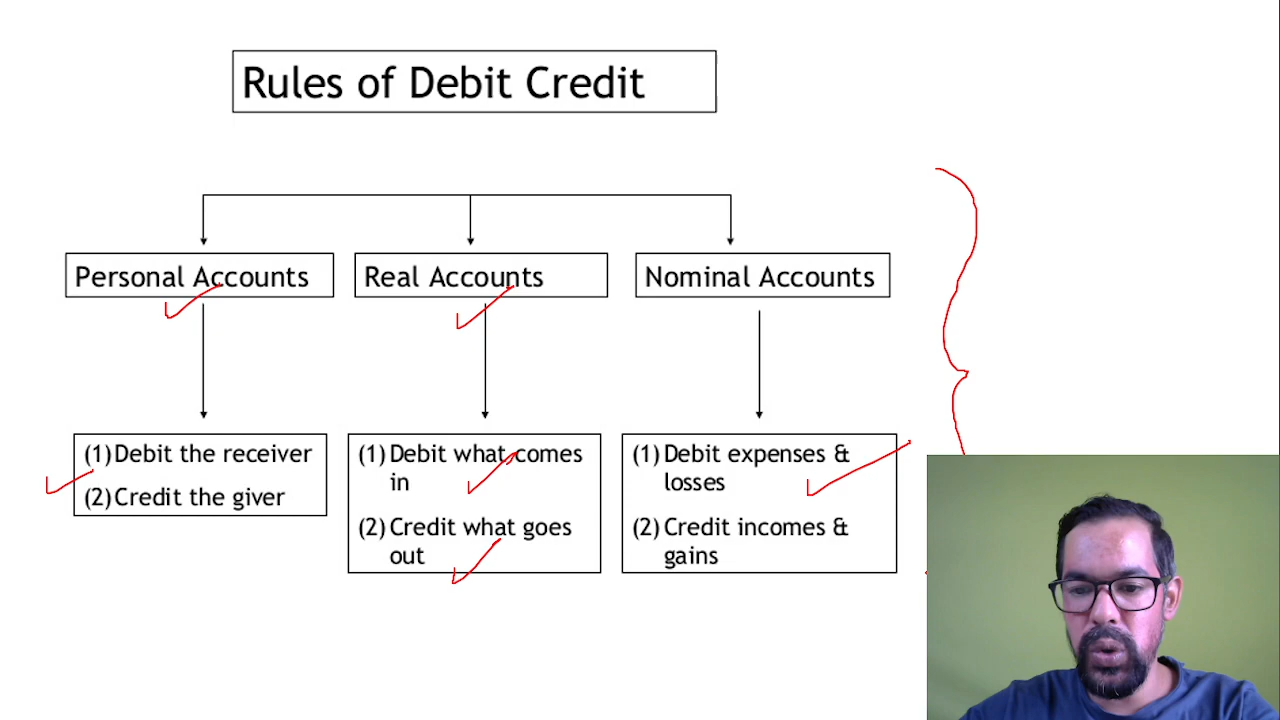 Rules of Debit Credit
Personal Accounts
Real Accounts
Nominal Accounts
(1) Debit the receiver
(2) Credit the giver
(1) Debit what comes
in
(2) Credit what goes
out
(1) Debit expenses &
losses
(2) Credit incomes &
gains